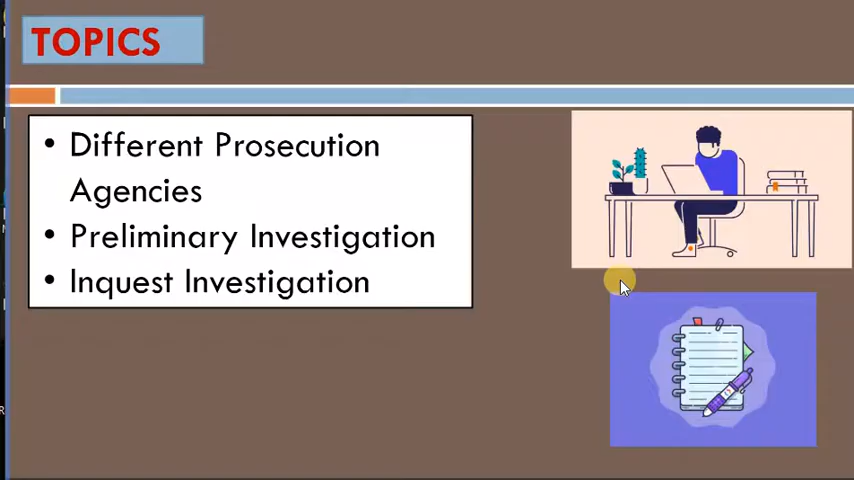 TOPICS
• Different Prosecution
Agencies
• Preliminary Investigation
• Inquest Investigation